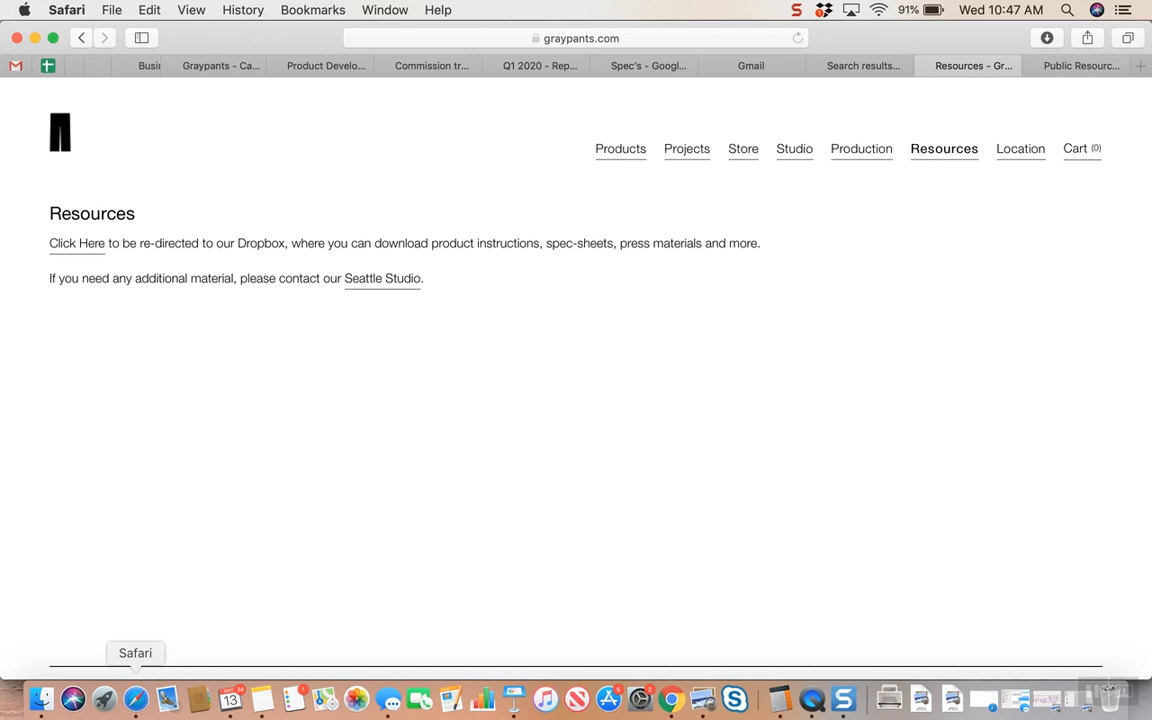 Safari File Edit View History Bookmarks Window Help 91% Wed 10:47 AM
graypants.com
Busi Graypants - Ca... Product Develo... Commission tr... Q1 2020 - Rep... Spec's - Googl... Gmail Search results... Resources - Gr... Public Resourc...
Products Projects Store Studio Production Resources Location Cart (0)
Resources
Click Here to be re-directed to our Dropbox, where you can download product instructions, spec-sheets, press materials and more.
If you need any additional material, please contact our Seattle Studio.
Safari